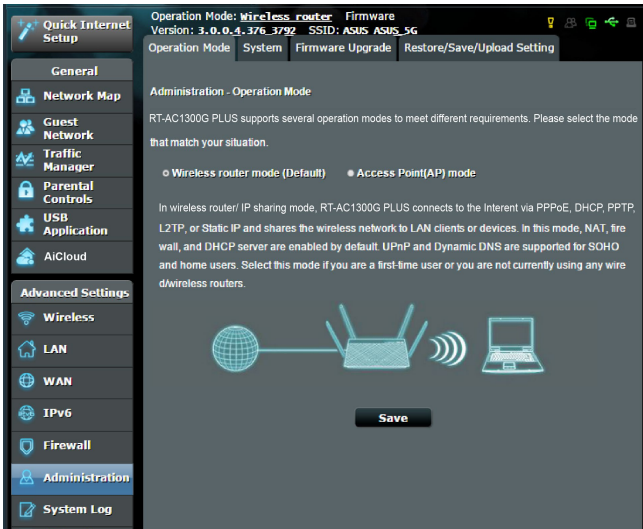 Quick Internet
Setup
General
Network Map
Guest
Network
Traffic
Manager
Parental
Controls
USB
Application
AiCloud
Advanced Settings
Wireless
LAN
WAN
IPv6
Firewall
Administration
System Log
Operation Mode: Wireless router Firmware
Version: 3.0.0.4.376_3792 SSID: ASUS ASUS_5G
Operation Mode System Firmware Upgrade Restore/Save/Upload Setting
Administration - Operation Mode
RT-AC1300G PLUS supports several operation modes to meet different requirements. Please select the mode
that match your situation.
Wireless router mode (Default) Access Point(AP) mode
In wireless router/ IP sharing mode, RT-AC1300G PLUS connects to the Interent via PPPoE, DHCP, PPTP,
L2TP, or Static IP and shares the wireless network to LAN clients or devices. In this mode, NAT, fire
wall, and DHCP server are enabled by default. UPnP and Dynamic DNS are supported for SOHO
and home users. Select this mode if you are a first-time user or you are not currently using any wire
d/wireless routers.
Save